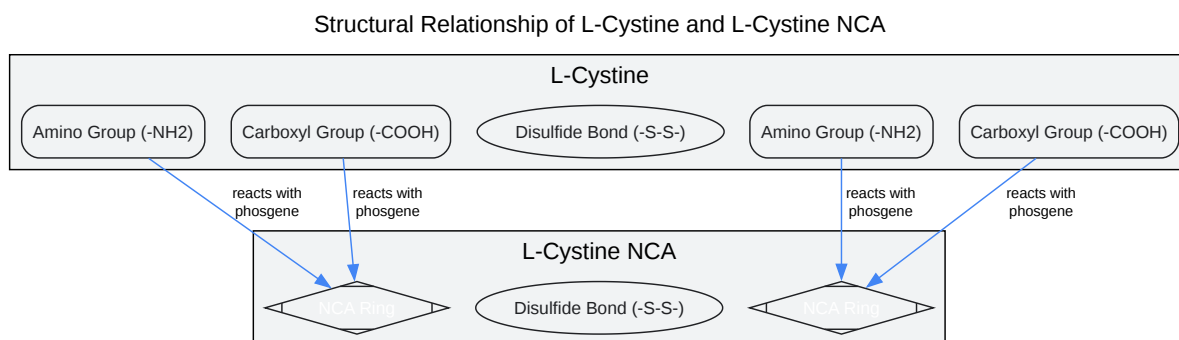 Structural Relationship of L-Cystine and L-Cystine NCA
L-Cystine
Amino Group (-NH2)
Carboxyl Group (-COOH)
Disulfide Bond (-S-S-)
Amino Group (-NH2)
Carboxyl Group (-COOH)
reacts with
phosgene
reacts with
phosgene
reacts with
phosgene
reacts with
phosgene
L-Cystine NCA
NCA Ring
Disulfide Bond (-S-S-)
NCA Ring